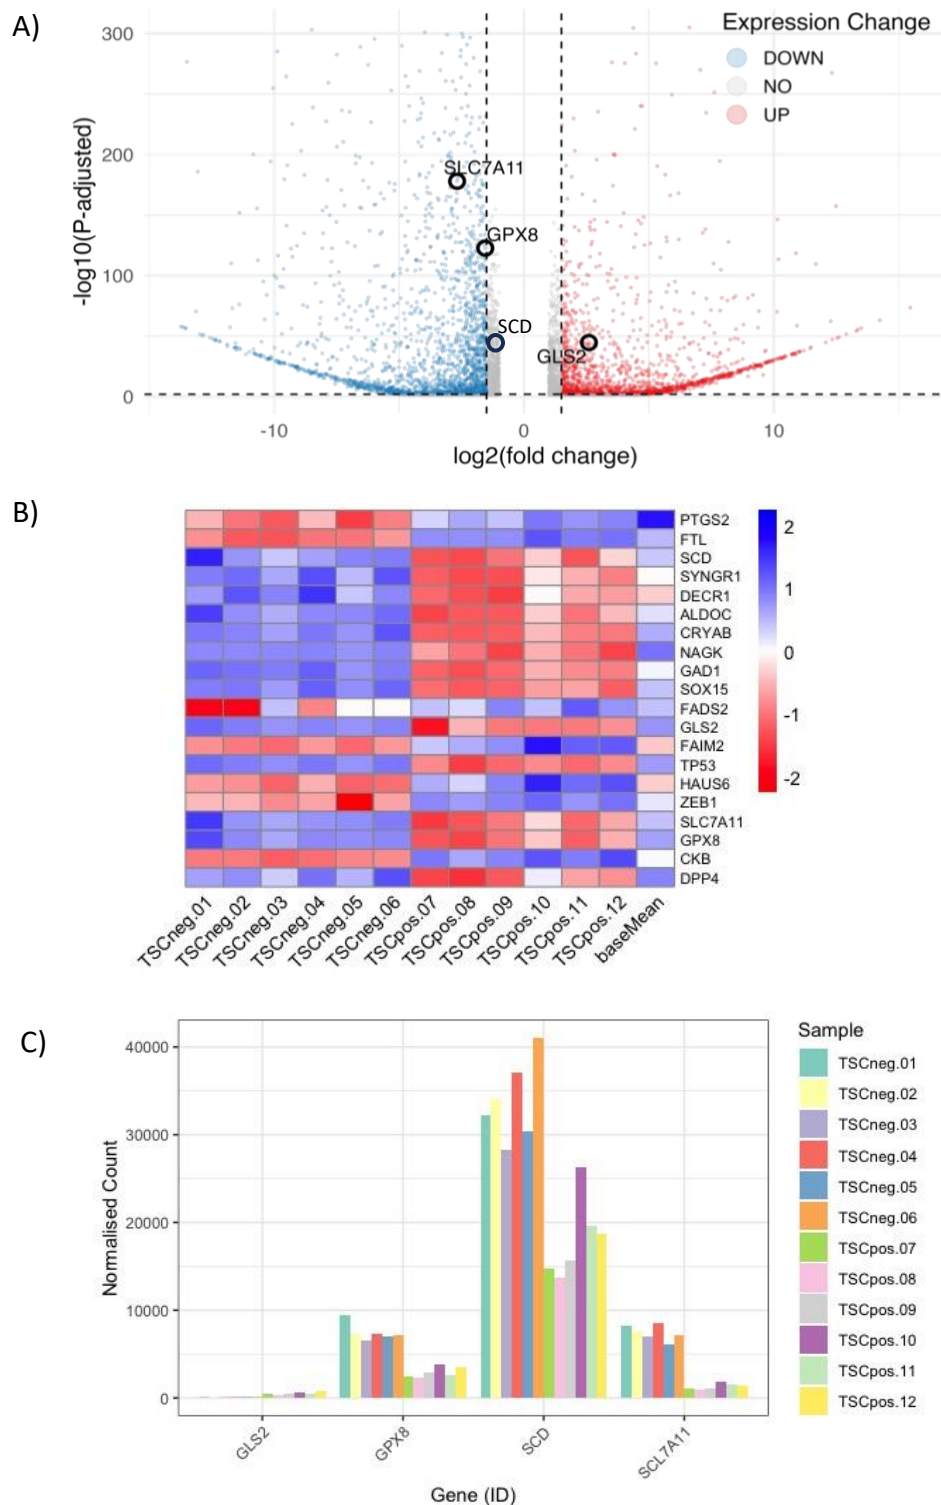 A)
Expression Change
DOWN
NO
UP
300
200
100
0
-log10(P-adjusted)
SLC7A11
GPX8
SCD
GLS2
-10
0
10
log2(fold change)
B)
PTGS2
FTL
SCD
SYNGR1
DECR1
ALDOC
CRYAB
NAGK
GAD1
SOX15
FADS2
GLS2
FAIM2
TP53
HAUS6
ZEB1
SLC7A11
GPX8
CKB
DPP4
2
1
0
-1
-2
TSCneg.01
TSCneg.02
TSCneg.03
TSCneg.04
TSCneg.05
TSCneg.06
TSCpos.07
TSCpos.08
TSCpos.09
TSCpos.10
TSCpos.11
TSCpos.12
baseMean
C)
40000
30000
20000
10000
0
Normalised Count
GLS2
GPX8
SCD
SCL7A11
Gene (ID)
Sample
TSCneg.01
TSCneg.02
TSCneg.03
TSCneg.04
TSCneg.05
TSCneg.06
TSCpos.07
TSCpos.08
TSCpos.09
TSCpos.10
TSCpos.11
TSCpos.12